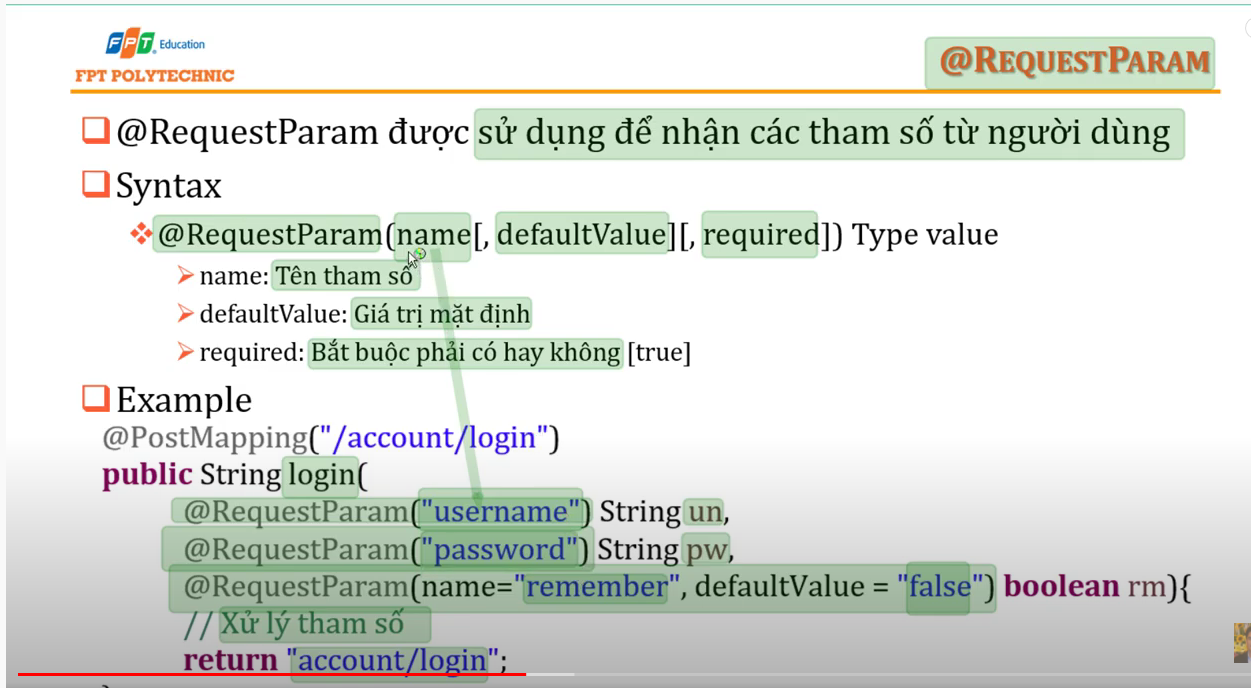 FPT Education
FPT POLYTECHNIC
@REQUESTPARAM
@RequestParam được sử dụng để nhận các tham số từ người dùng
Syntax
@RequestParam(name[, defaultValue][, required]) Type value
name: Tên tham số
defaultValue: Giá trị mặt định
required: Bắt buộc phải có hay không [true]
Example
@PostMapping("/account/login")
public String login(
@RequestParam("username") String un,
@RequestParam("password") String pw,
@RequestParam(name="remember", defaultValue = "false") boolean rm){
// Xử lý tham số
return "account/login";